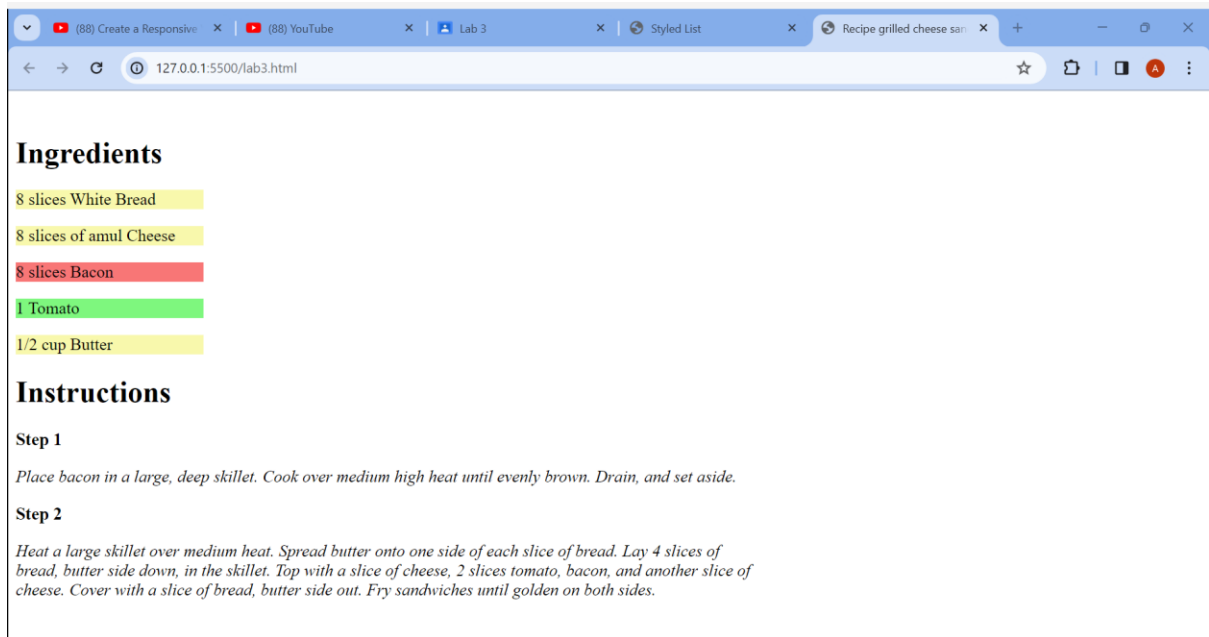 (88) Create a Responsive
(88) YouTube
Lab 3
Styled List
Recipe grilled cheese san
127.0.0.1:5500/lab3.html
A
Ingredients
8 slices White Bread
8 slices of amul Cheese
8 slices Bacon
1 Tomato
1/2 cup Butter
Instructions
Step 1
Place bacon in a large, deep skillet. Cook over medium high heat until evenly brown. Drain, and set aside.
Step 2
Heat a large skillet over medium heat. Spread butter onto one side of each slice of bread. Lay 4 slices of
bread, butter side down, in the skillet. Top with a slice of cheese, 2 slices tomato, bacon, and another slice of
cheese. Cover with a slice of bread, butter side out. Fry sandwiches until golden on both sides.